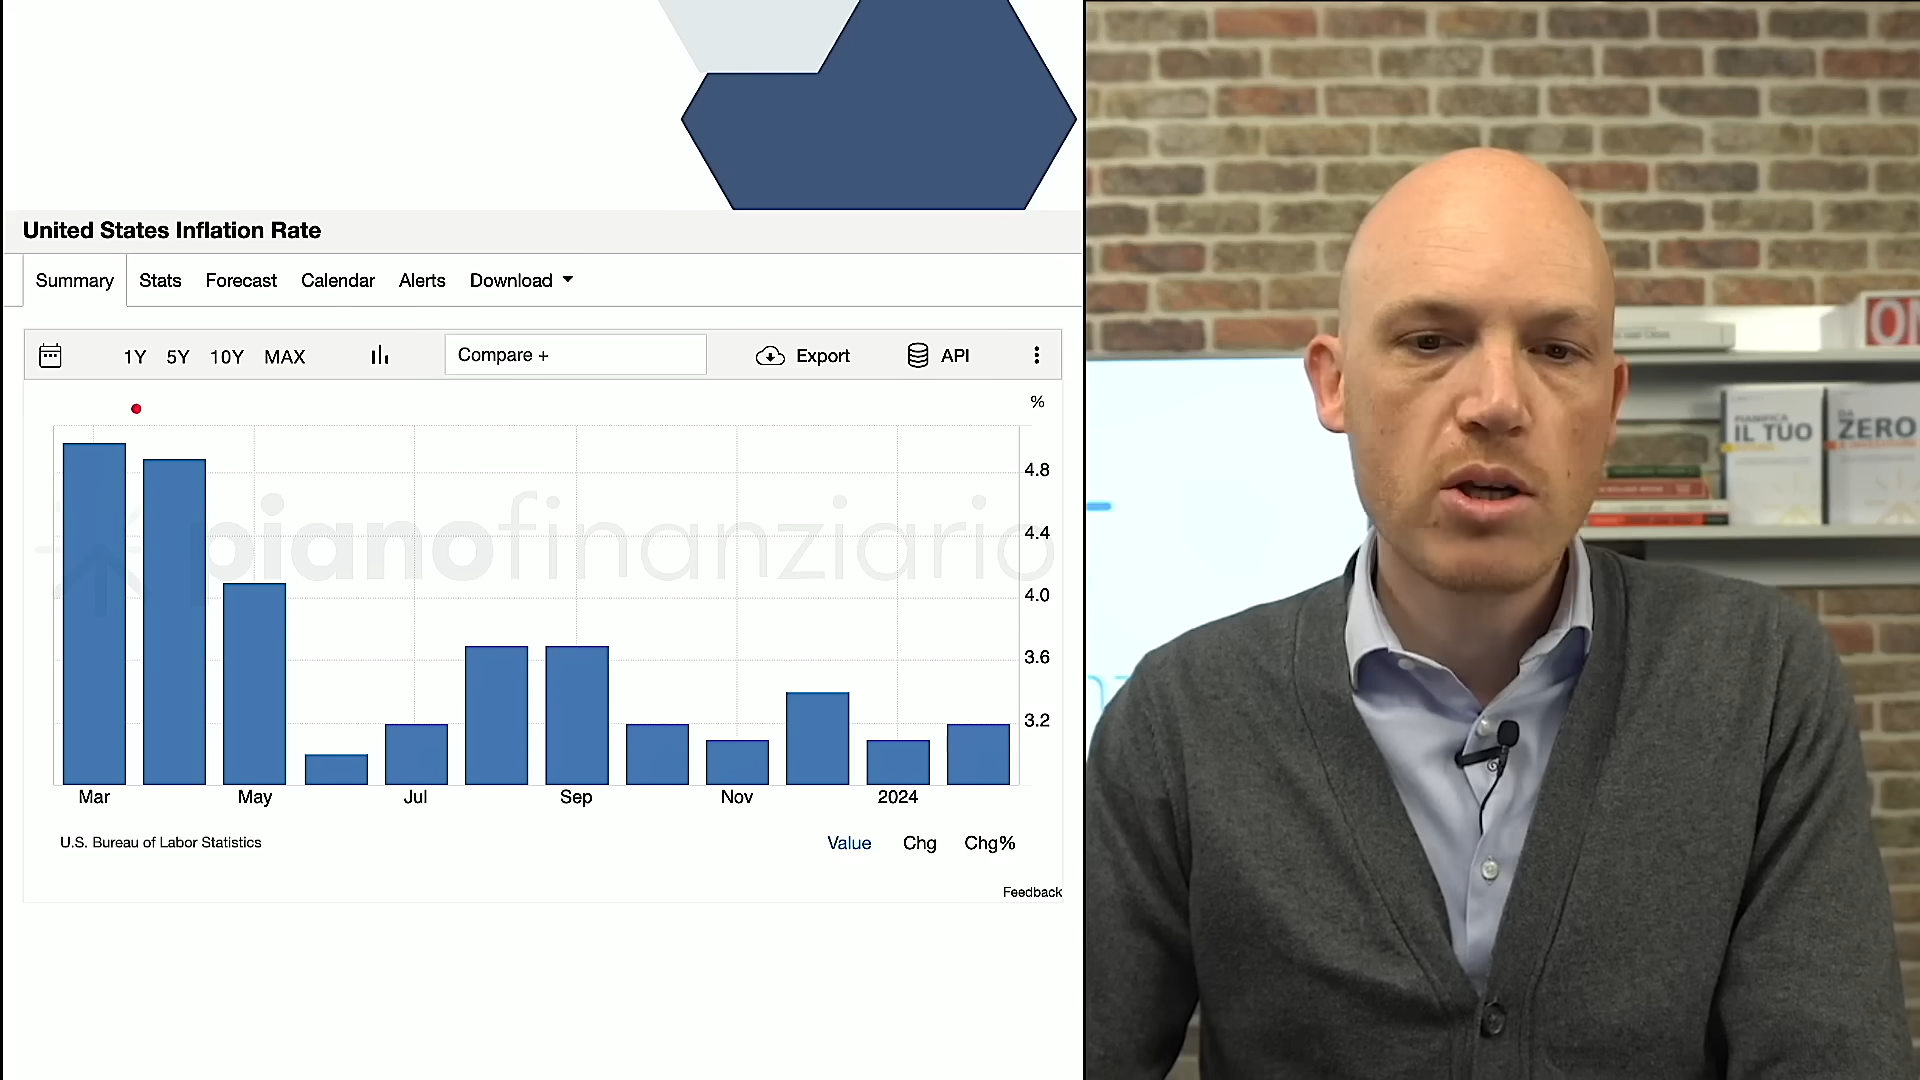 United States Inflation Rate
Summary Stats Forecast Calendar Alerts Download
1Y 5Y 10Y MAX Compare + Export API
%
4.8
4.4
4.0
3.6
3.2
pianofinanziario
Mar May Jul Sep Nov 2024
U.S. Bureau of Labor Statistics Value Chg Chg%
Feedback
PIANIFICA
IL TUO
DA
ZERO